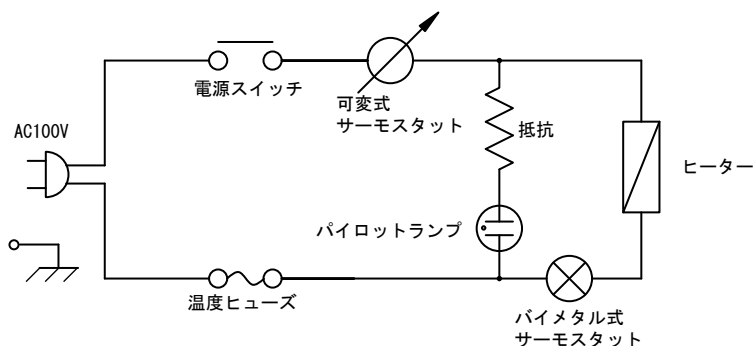 電源スイッチ
可変式
サーモスタット
AC100V
抵抗
ヒーター
パイロットランプ
温度ヒューズ
バイメタル式
サーモスタット